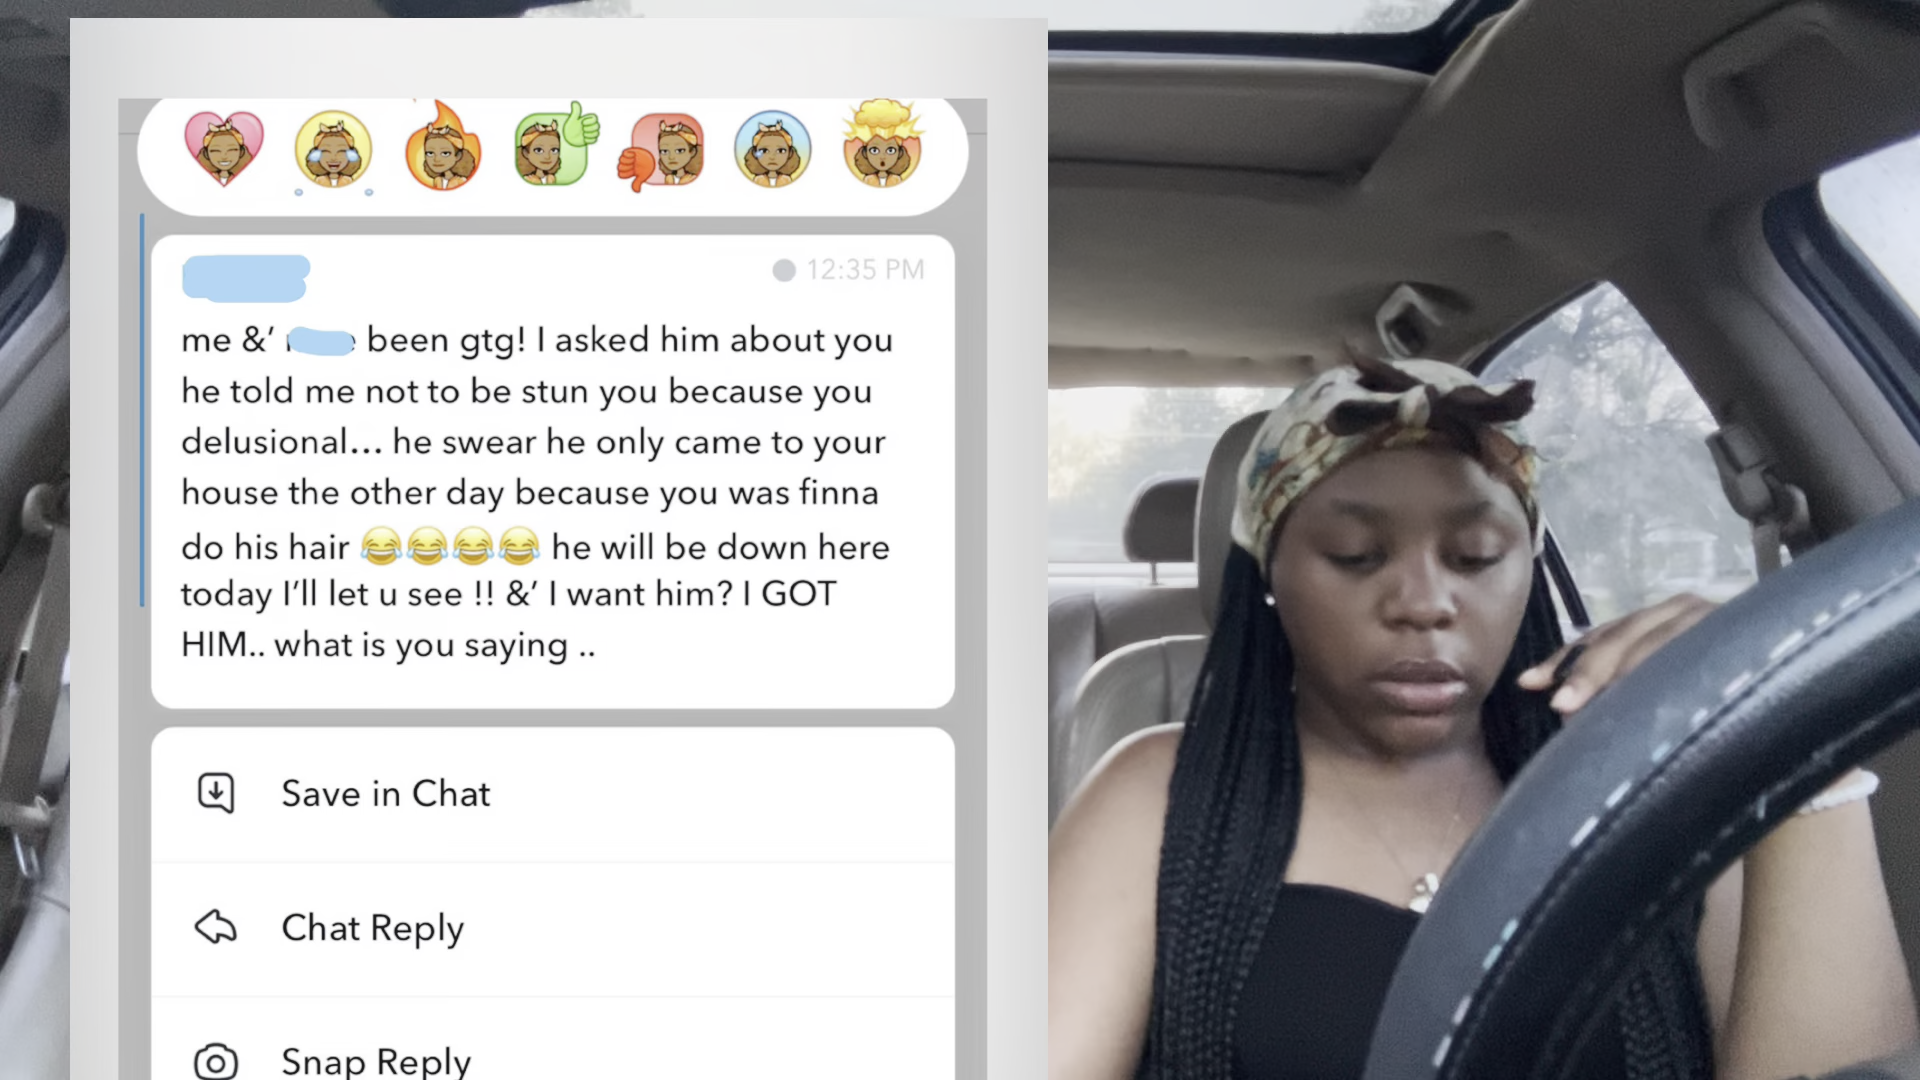 12:35 PM
me &’ been gtg! I asked him about you
he told me not to be stun you because you
delusional... he swear he only came to your
house the other day because you was finna
do his hair 😂😂😂😂 he will be down here
today I’ll let u see !! &’ I want him? I GOT
HIM.. what is you saying ..
Save in Chat
Chat Reply
Snap Reply